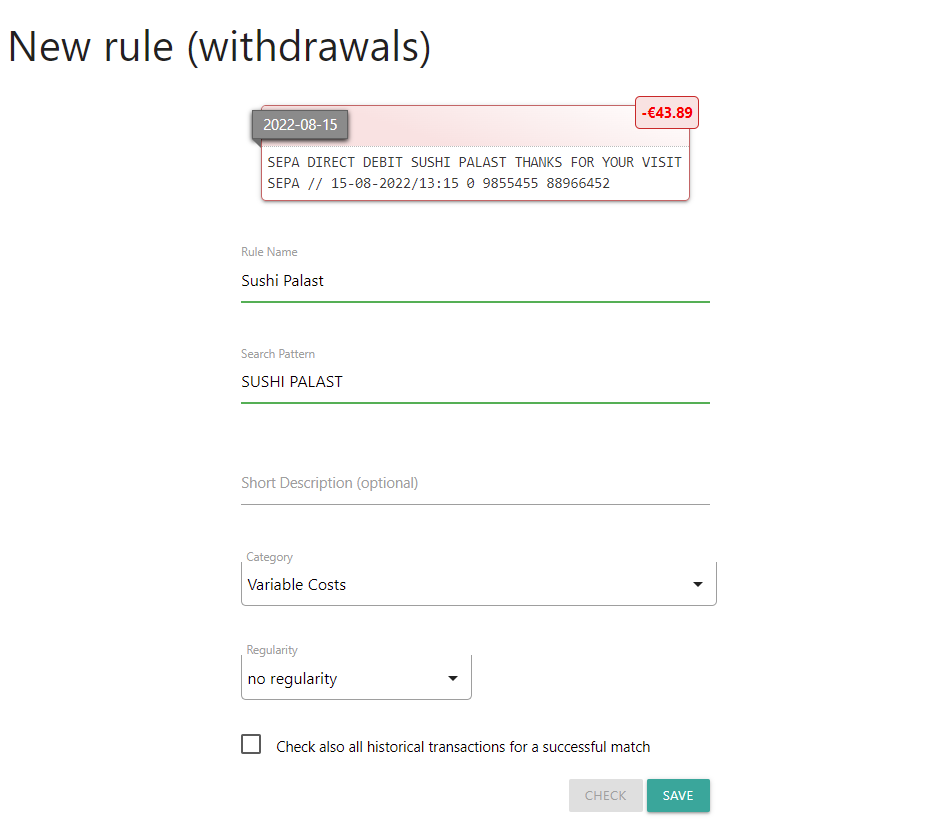 New rule (withdrawals)
-€43.89
2022-08-15
SEPA DIRECT DEBIT SUSHI PALAST THANKS FOR YOUR VISIT
SEPA // 15-08-2022/13:15 0 9855455 88966452
Rule Name
Sushi Palast
Search Pattern
SUSHI PALAST
Short Description (optional)
Category
Variable Costs
Regularity
no regularity
Check also all historical transactions for a successful match
CHECK SAVE